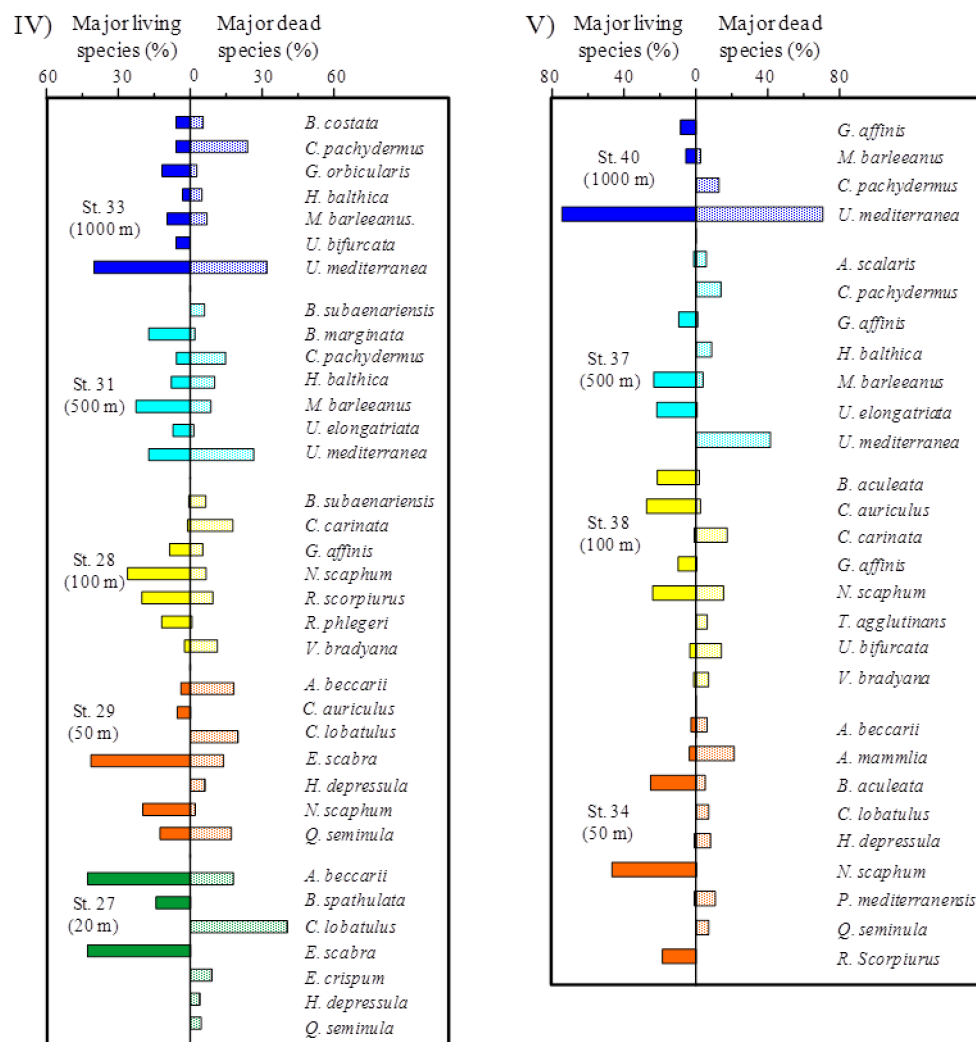 IV)
Major living
species (%)
Major dead
species (%)
60
30
0
30
60
St. 33
(1000 m)
B. costata
C. pachydermus
G. orbicularis
H. balthica
M. barleeanus.
U. bifurcata
U. mediterranea
St. 31
(500 m)
B. subaenariensis
B. marginata
C. pachydermus
H. balthica
M. barleeanus
U. elongatriata
U. mediterranea
St. 28
(100 m)
B. subaenariensis
C. carinata
G. affinis
N. scaphum
R. scorpiurus
R. phlegeri
V. bradyana
St. 29
(50 m)
A. beccarii
C. auriculus
C. lobatulus
E. scabra
H. depressula
N. scaphum
Q. seminula
St. 27
(20 m)
A. beccarii
B. spathulata
C. lobatulus
E. scabra
E. crispum
H. depressula
Q. seminula
V)
Major living
species (%)
Major dead
species (%)
80
40
0
40
80
St. 40
(1000 m)
G. affinis
M. barleeanus
C. pachydermus
U. mediterranea
St. 37
(500 m)
A. scalaris
C. pachydermus
G. affinis
H. balthica
M. barleeanus
U. elongatriata
U. mediterranea
St. 38
(100 m)
B. aculeata
C. auriculus
C. carinata
G. affinis
N. scaphum
T. agglutinans
U. bifurcata
V. bradyana
St. 34
(50 m)
A. beccarii
A. mammlia
B. aculeata
C. lobatulus
H. depressula
N. scaphum
P. mediterranensis
Q. seminula
R. Scorpiurus